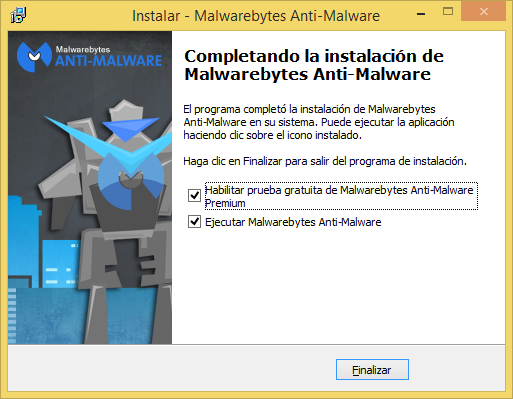 Instalar - Malwarebytes Anti-Malware
Malwarebytes
ANTI-MALWARE
Completando la instalación de
Malwarebytes Anti-Malware
El programa completó la instalación de Malwarebytes
Anti-Malware en su sistema. Puede ejecutar la aplicación
haciendo clic sobre el icono instalado.
Haga clic en Finalizar para salir del programa de instalación.
Habilitar prueba gratuita de Malwarebytes Anti-Malware
Premium
Ejecutar Malwarebytes Anti-Malware
Finalizar